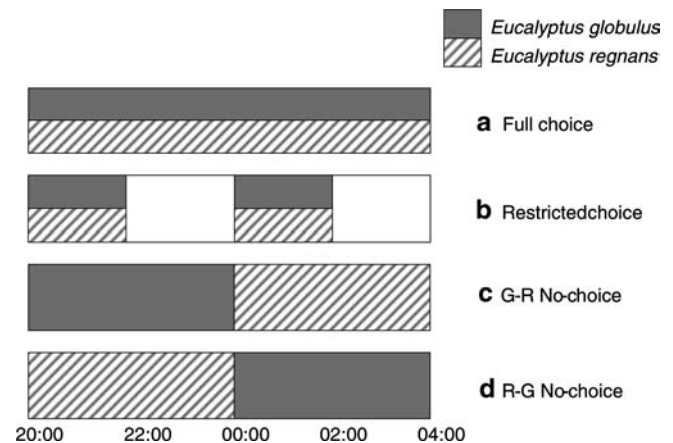 Eucalyptus globulus
Eucalyptus regnans
a Full choice
b Restrictedchoice
c G-R No-choice
d R-G No-choice
20:00 22:00 00:00 02:00 04:00